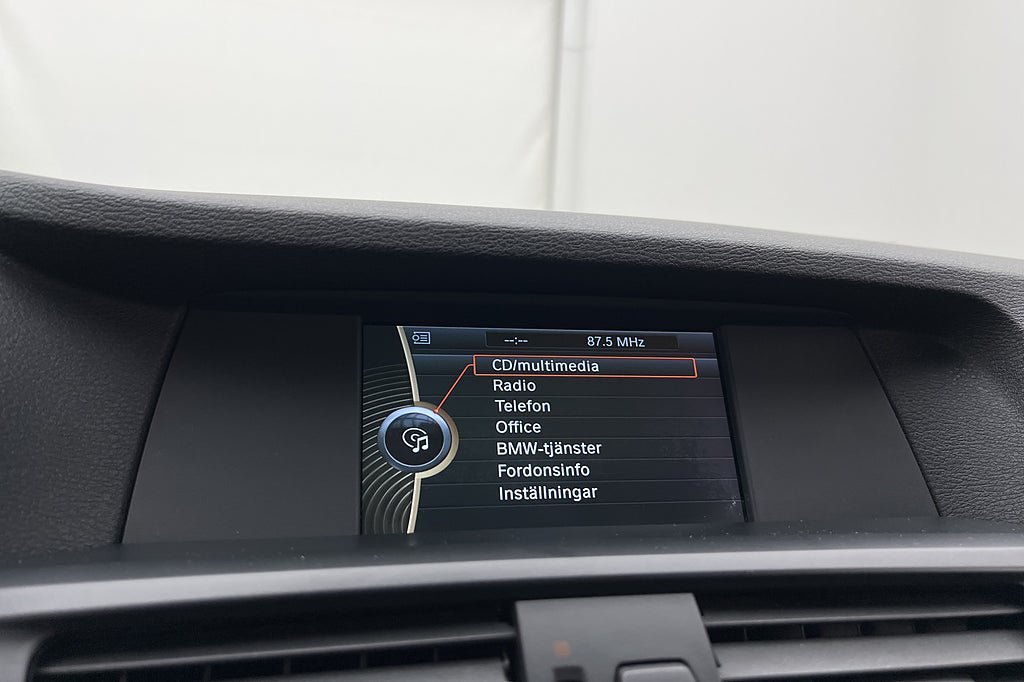 --:-- 87.5 MHz
CD/multimedia
Radio
Telefon
Office
BMW-tjänster
Fordonsinfo
Inställningar